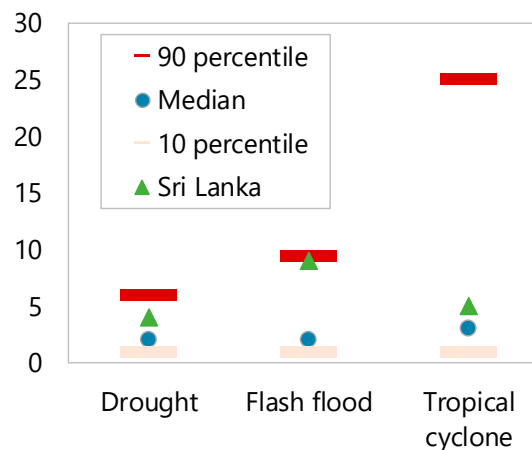 30
25
20
15
10
5
0
90 percentile
Median
10 percentile
Sri Lanka
Drought Flash flood Tropical
cyclone